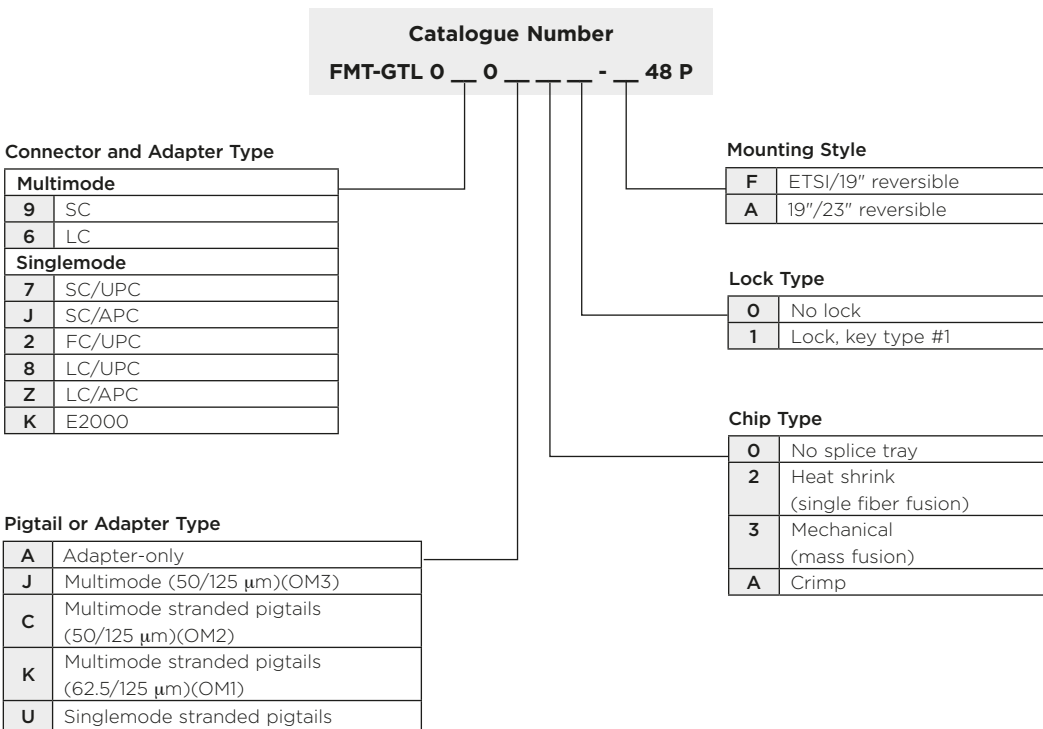 Catalogue Number
FMT-GTL 0 __ 0 __ __ __ - __ 48 P
Connector and Adapter Type
Multimode
9 SC
6 LC
Singlemode
7 SC/UPC
J SC/APC
2 FC/UPC
8 LC/UPC
Z LC/APC
K E2000
Pigtail or Adapter Type
A Adapter-only
J Multimode (50/125 µm)(OM3)
C Multimode stranded pigtails
(50/125 µm)(OM2)
K Multimode stranded pigtails
(62.5/125 µm)(OM1)
U Singlemode stranded pigtails
Mounting Style
F ETSI/19" reversible
A 19"/23" reversible
Lock Type
0 No lock
1 Lock, key type #1
Chip Type
0 No splice tray
2 Heat shrink
(single fiber fusion)
3 Mechanical
(mass fusion)
A Crimp